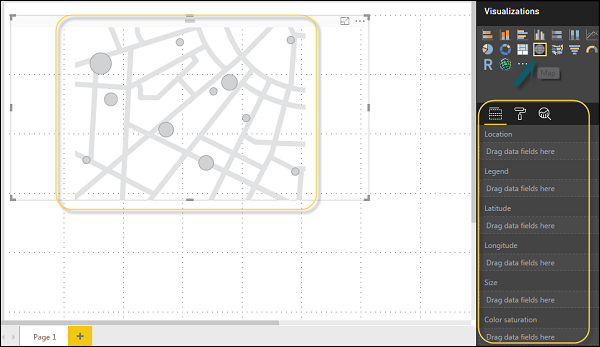 Visualizations
R
Map
Location
Drag data fields here
Legend
Drag data fields here
Latitude
Drag data fields here
Longitude
Drag data fields here
Size
Drag data fields here
Color saturation
Drag data fields here
Page 1